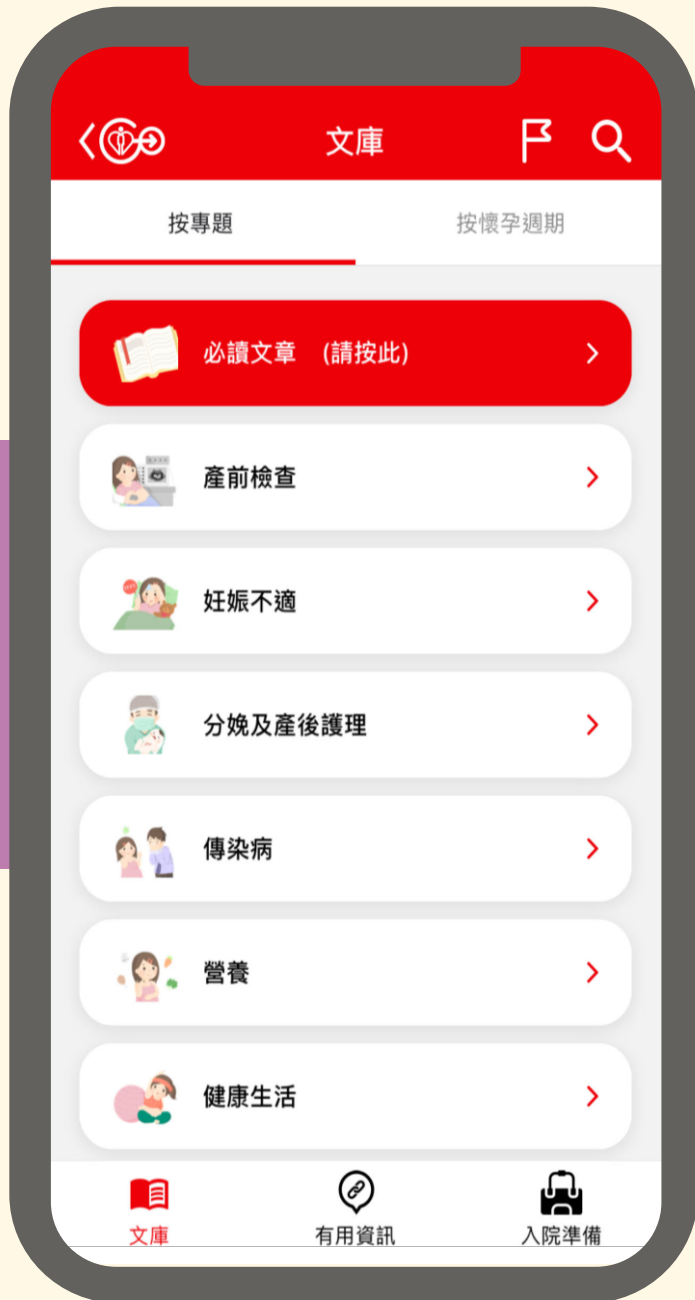 文庫
按專題
按懷孕週期
必讀文章 (請按此)
產前檢查
妊娠不適
分娩及產後護理
傳染病
營養
健康生活
文庫
有用資訊
入院準備